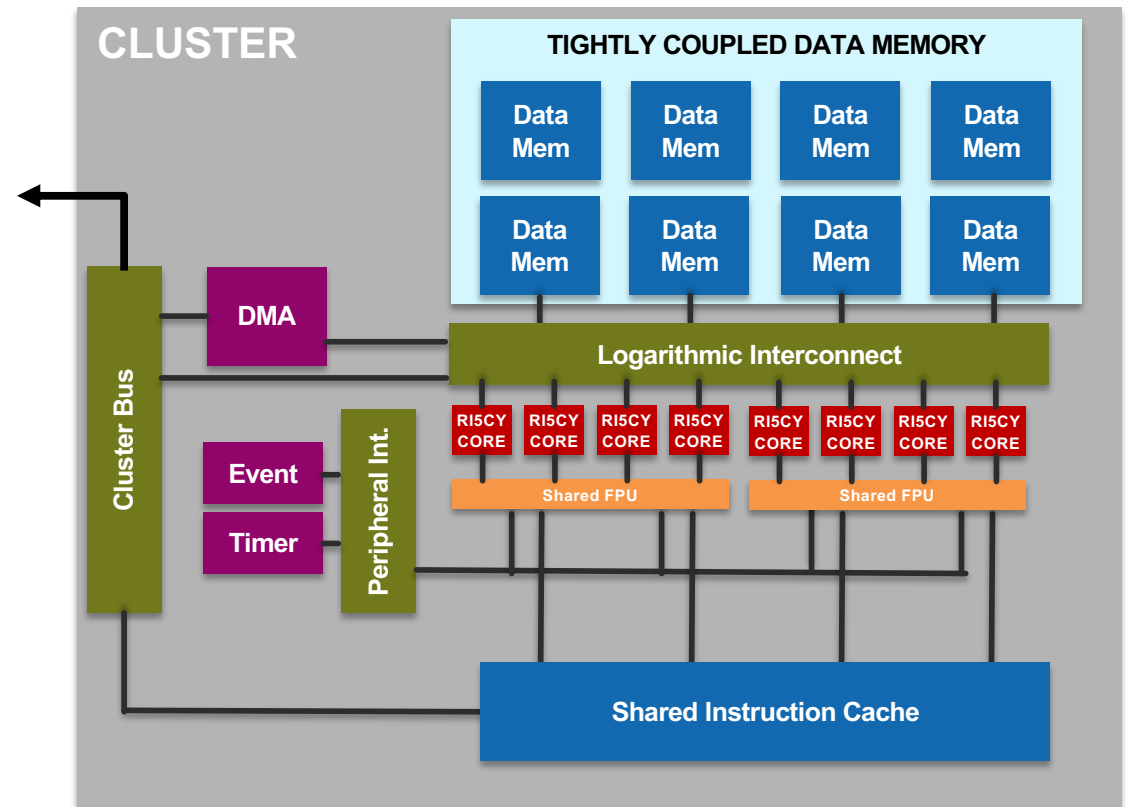 CLUSTER
TIGHTLY COUPLED DATA MEMORY
Data
Mem
Data
Mem
Data
Mem
Data
Mem
Data
Mem
Data
Mem
Data
Mem
Data
Mem
DMA
Logarithmic Interconnect
Cluster Bus
RI5CY
CORE
RI5CY
CORE
RI5CY
CORE
RI5CY
CORE
RI5CY
CORE
RI5CY
CORE
RI5CY
CORE
RI5CY
CORE
Event
Timer
Peripheral Int.
Shared FPU
Shared FPU
Shared Instruction Cache